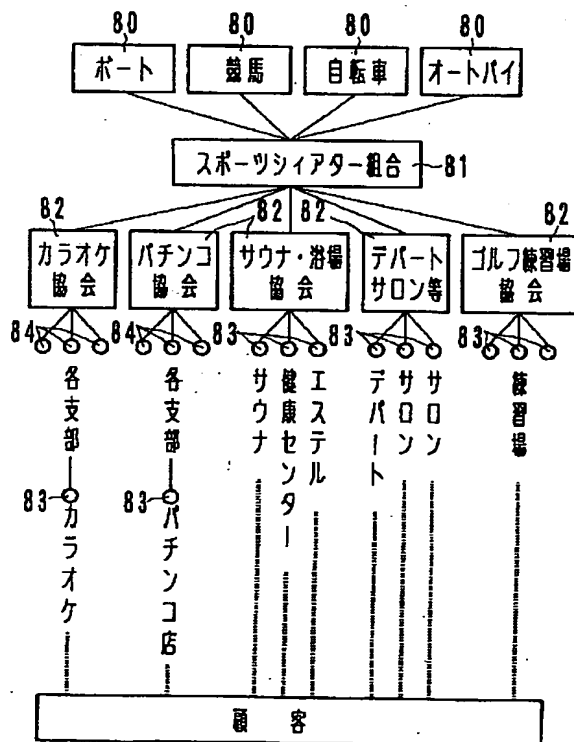 80 80 80 80
ボート 競馬 自転車 オートバイ
スポーツシィアター組合 81
82 82 82 82
カラオケ協会 パチンコ協会 サウナ・浴場協会 デパートサロン等 ゴルフ練習場協会
84 84 83 83 83
各支部 各支部 サウナ 健康センター エステル デパート サロン サロン 練習場
83 83
カラオケ パチンコ店
顧客